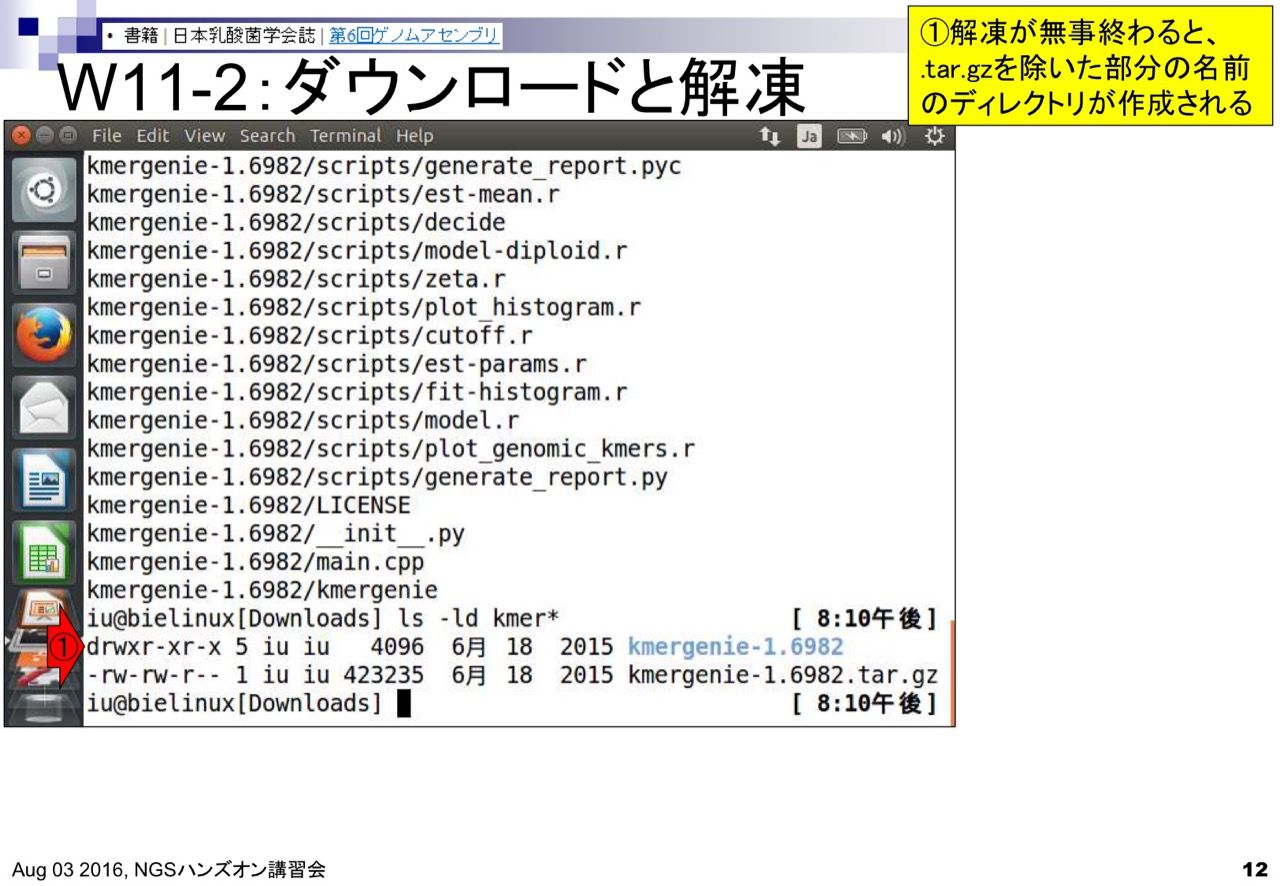 • 書籍 | 日本乳酸菌学会誌 | 第6回ゲノムアセンブリ
W11-2：ダウンロードと解凍
①解凍が無事終わると、
.tar.gzを除いた部分の名前
のディレクトリが作成される
File Edit View Search Terminal Help
Ja
kmergenie-1.6982/scripts/generate_report.pyc
kmergenie-1.6982/scripts/est-mean.r
kmergenie-1.6982/scripts/decide
kmergenie-1.6982/scripts/model-diploid.r
kmergenie-1.6982/scripts/zeta.r
kmergenie-1.6982/scripts/plot_histogram.r
kmergenie-1.6982/scripts/cutoff.r
kmergenie-1.6982/scripts/est-params.r
kmergenie-1.6982/scripts/fit-histogram.r
kmergenie-1.6982/scripts/model.r
kmergenie-1.6982/scripts/plot_genomic_kmers.r
kmergenie-1.6982/scripts/generate_report.py
kmergenie-1.6982/LICENSE
kmergenie-1.6982/__init__.py
kmergenie-1.6982/main.cpp
kmergenie-1.6982/kmergenie
iu@bielinux[Downloads] ls -ld kmer* [ 8:10午後]
①drwxr-xr-x 5 iu iu 4096 6月 18 2015 kmergenie-1.6982
-rw-rw-r-- 1 iu iu 423235 6月 18 2015 kmergenie-1.6982.tar.gz
iu@bielinux[Downloads] [ 8:10午後]
Aug 03 2016, NGSハンズオン講習会
12